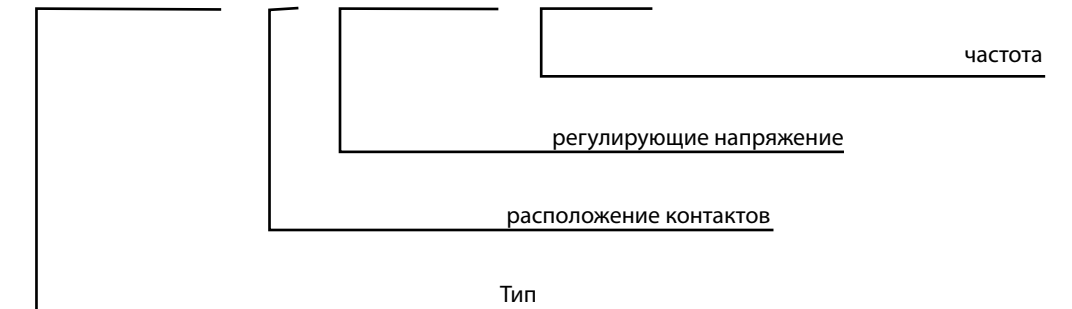 частота
регулирующие напряжение
расположение контактов
Тип